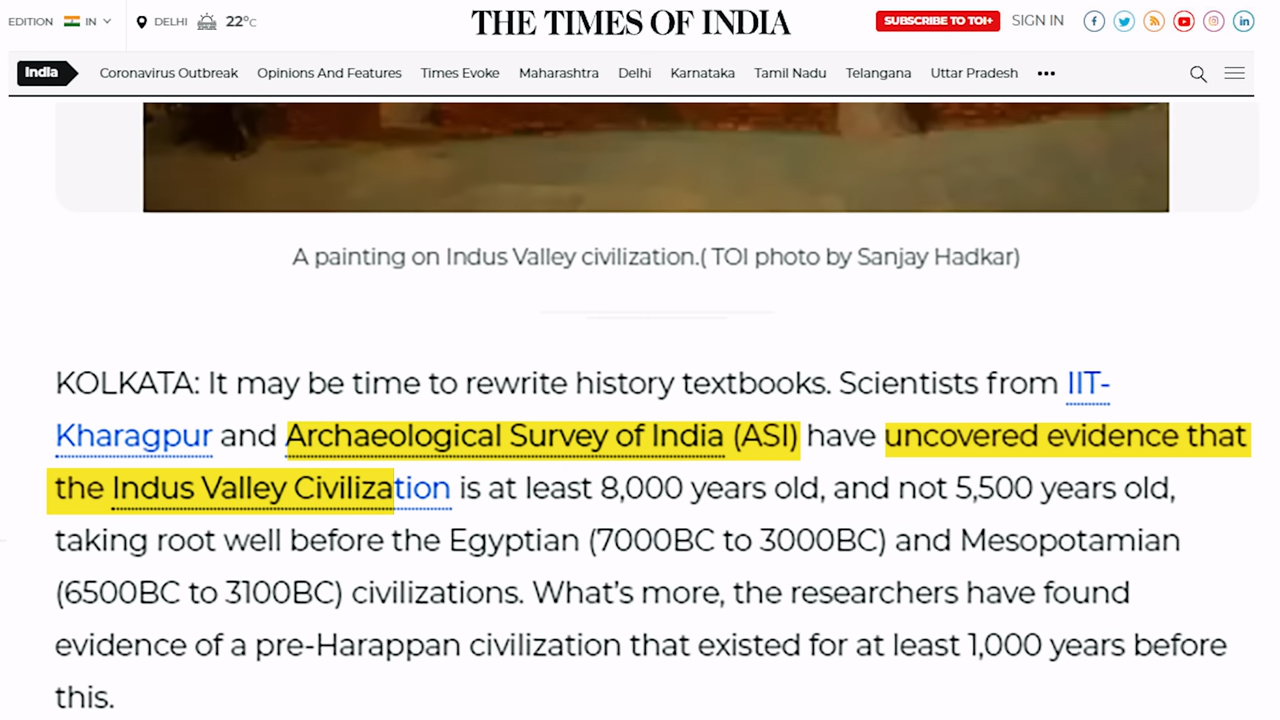 EDITION IN DELHI 22°C THE TIMES OF INDIA SUBSCRIBE TO TOI+ SIGN IN
India Coronavirus Outbreak Opinions And Features Times Evoke Maharashtra Delhi Karnataka Tamil Nadu Telangana Uttar Pradesh •••
A painting on Indus Valley civilization.( TOI photo by Sanjay Hadkar)
KOLKATA: It may be time to rewrite history textbooks. Scientists from IIT-
Kharagpur and Archaeological Survey of India (ASI) have uncovered evidence that
the Indus Valley Civilization is at least 8,000 years old, and not 5,500 years old,
taking root well before the Egyptian (7000BC to 3000BC) and Mesopotamian
(6500BC to 3100BC) civilizations. What's more, the researchers have found
evidence of a pre-Harappan civilization that existed for at least 1,000 years before
this.